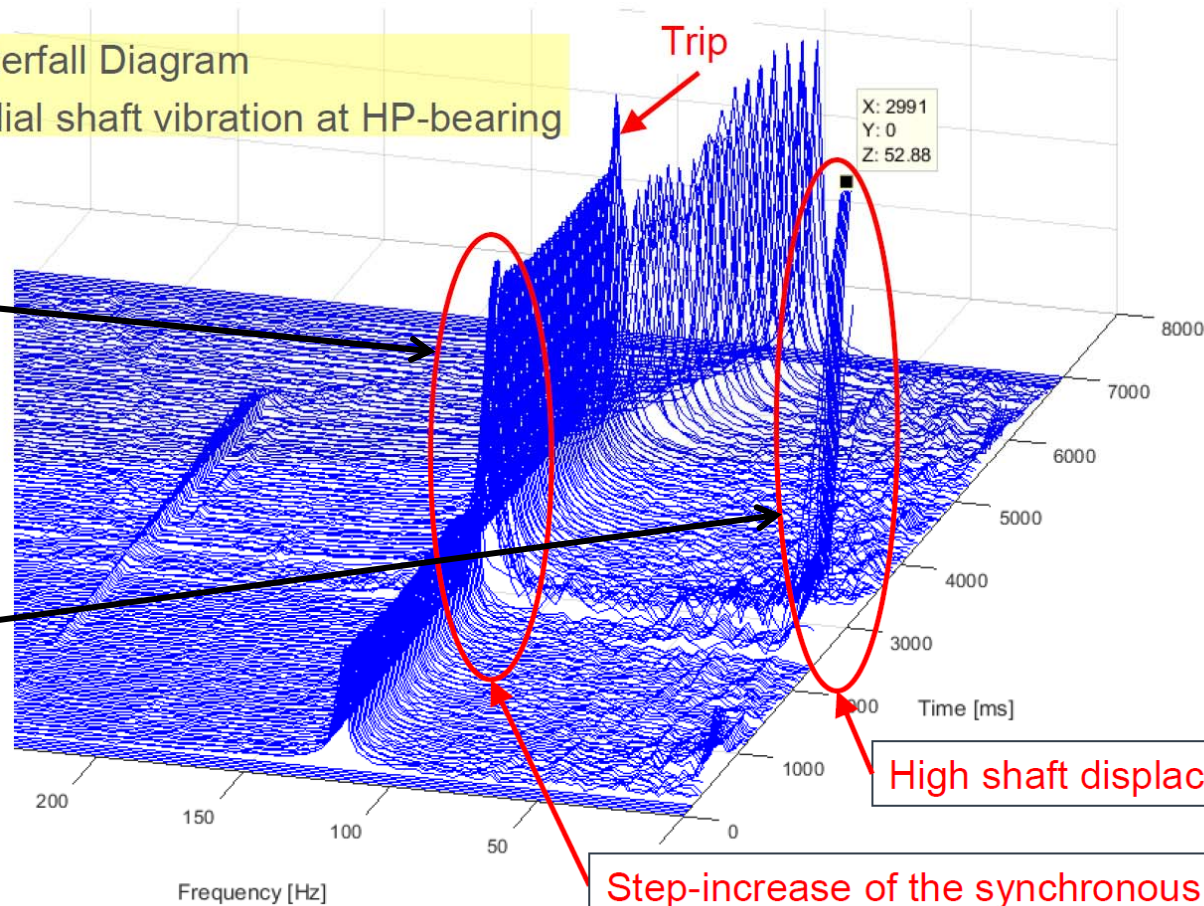 erfall Diagram
lial shaft vibration at HP-bearing
Trip
X: 2991
Y: 0
Z: 52.88
8000
7000
6000
5000
4000
3000
000
1000
0
Time [ms]
High shaft displac
200
150
100
50
Frequency [Hz]
Step-increase of the synchronous